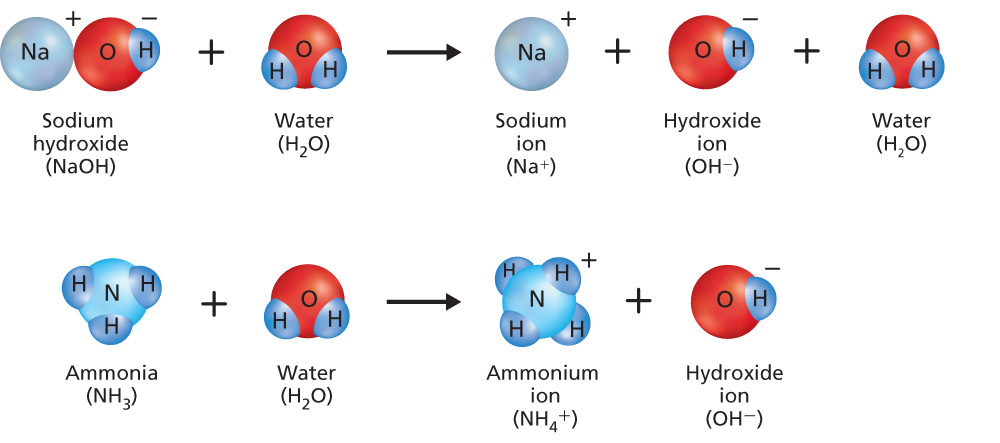 Na + O H − + H O H → Na + + O H − + H O H
Sodium hydroxide (NaOH)
Water (H₂O)
Sodium ion (Na⁺)
Hydroxide ion (OH⁻)
Water (H₂O)
H N H H + H O H → H N H H H + + O H −
Ammonia (NH₃)
Water (H₂O)
Ammonium ion (NH₄⁺)
Hydroxide ion (OH⁻)